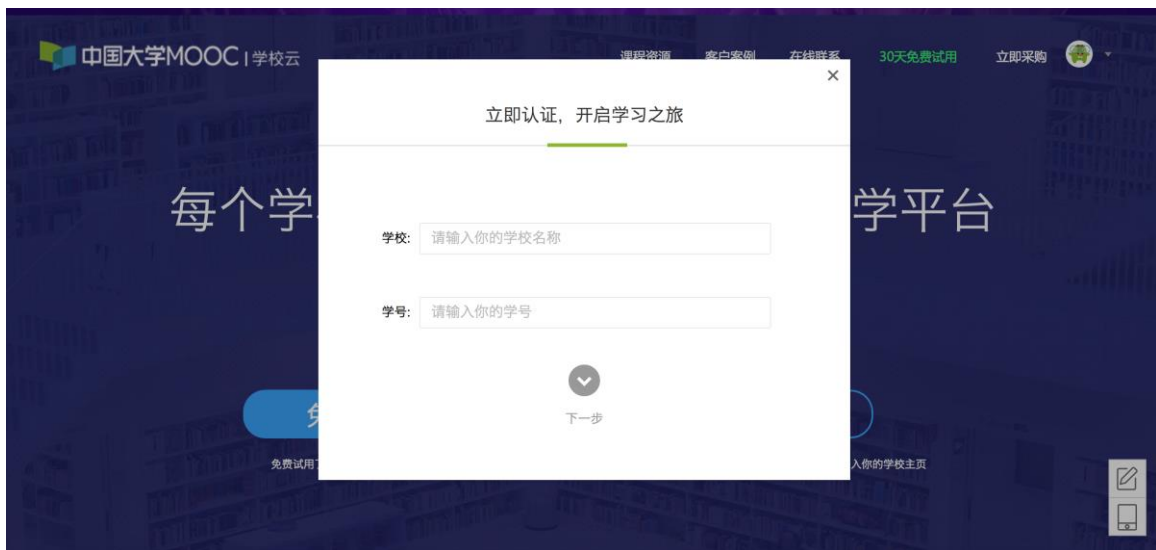 中国大学MOOC | 学校云
课程资源 客户案例 在线联系 30天免费试用 立即采购
立即认证，开启学习之旅
每个学 学平台
学校: 请输入你的学校名称
学号: 请输入你的学号
下一步
免费试用 入你的学校主页